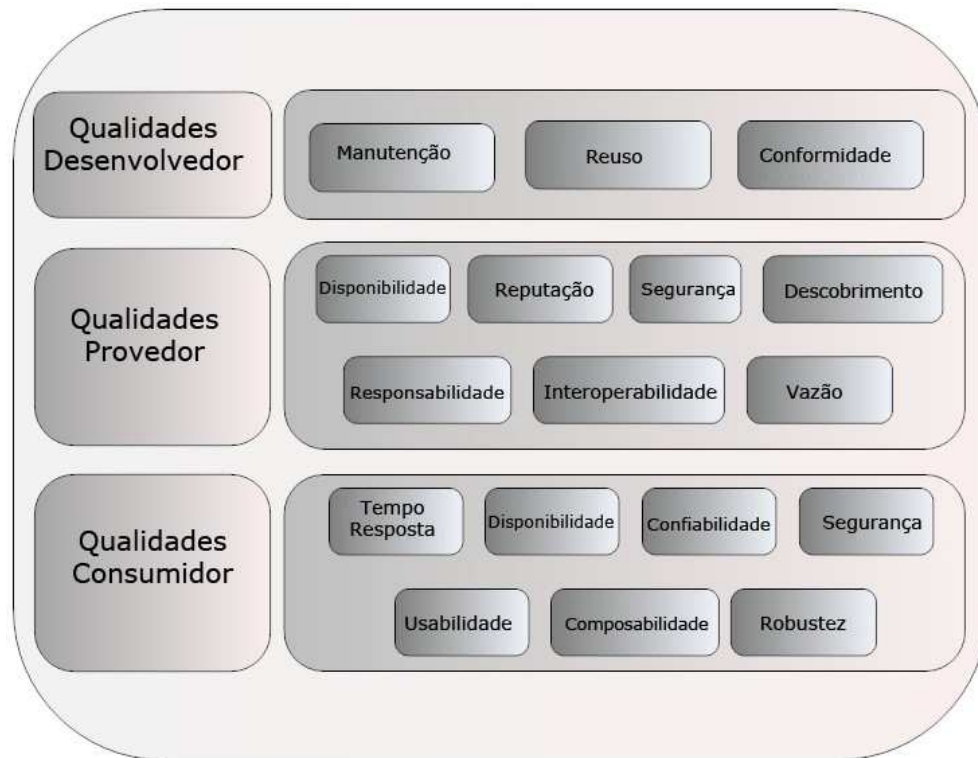 Qualidades
Desenvolvedor
Manutenção
Reuso
Conformidade
Qualidades
Provedor
Disponibilidade
Reputação
Segurança
Descobrimento
Responsabilidade
Interoperabilidade
Vazão
Qualidades
Consumidor
Tempo
Resposta
Disponibilidade
Confiabilidade
Segurança
Usabilidade
Composabilidade
Robustez